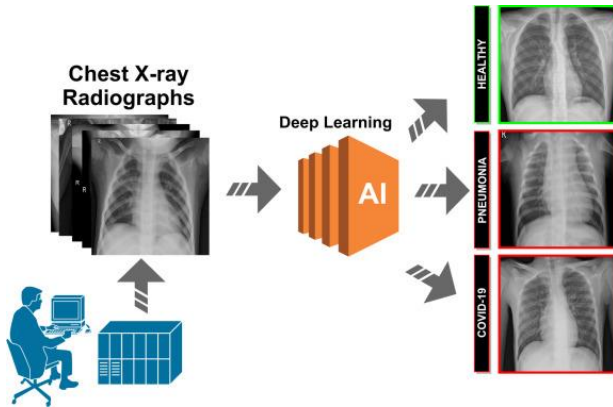 Chest X-ray
Radiographs
Deep Learning
AI
HEALTHY
PNEUMONIA
COVID-19
R
R